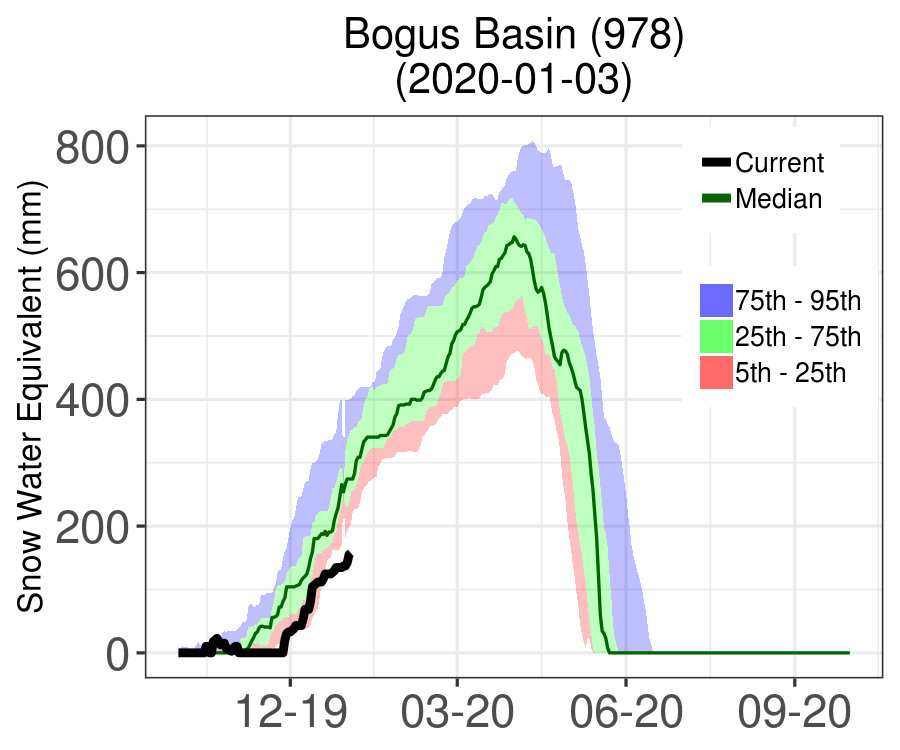 Bogus Basin (978)
(2020-01-03)
Snow Water Equivalent (mm)
800
600
400
200
0
12-19
03-20
06-20
09-20
Current
Median
75th - 95th
25th - 75th
5th - 25th